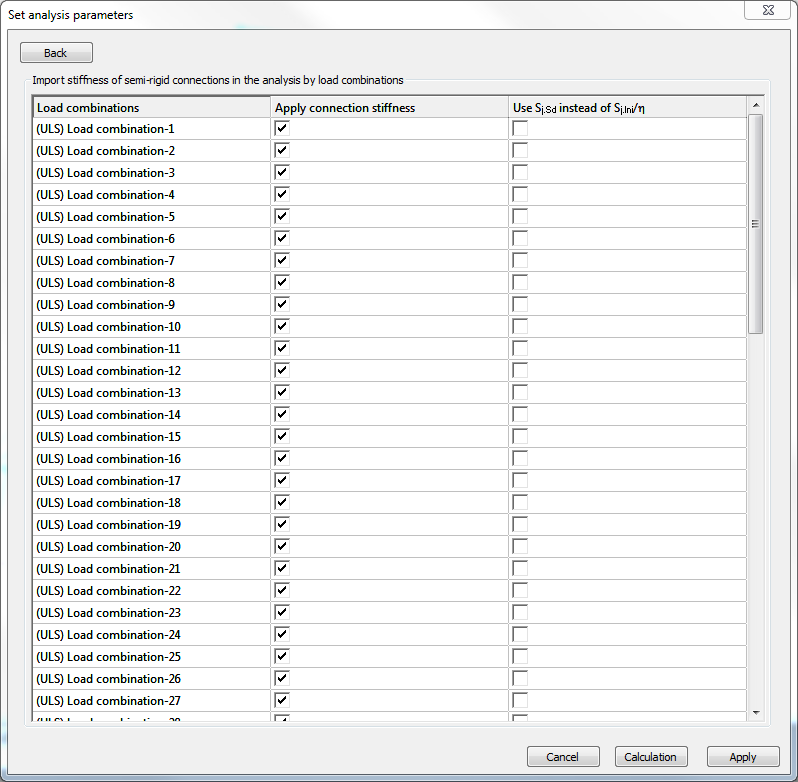 Set analysis parameters
Back
Import stiffness of semi-rigid connections in the analysis by load combinations
Load combinations Apply connection stiffness Use Sj.Sd instead of Sj.Ini/η
(ULS) Load combination-1
(ULS) Load combination-2
(ULS) Load combination-3
(ULS) Load combination-4
(ULS) Load combination-5
(ULS) Load combination-6
(ULS) Load combination-7
(ULS) Load combination-8
(ULS) Load combination-9
(ULS) Load combination-10
(ULS) Load combination-11
(ULS) Load combination-12
(ULS) Load combination-13
(ULS) Load combination-14
(ULS) Load combination-15
(ULS) Load combination-16
(ULS) Load combination-17
(ULS) Load combination-18
(ULS) Load combination-19
(ULS) Load combination-20
(ULS) Load combination-21
(ULS) Load combination-22
(ULS) Load combination-23
(ULS) Load combination-24
(ULS) Load combination-25
(ULS) Load combination-26
(ULS) Load combination-27
Cancel Calculation Apply